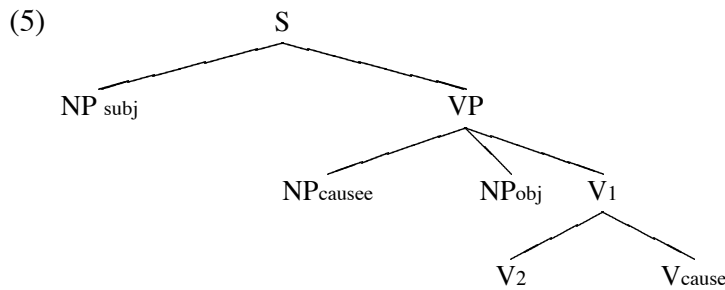 (5) S
NP subj VP
NPcausee NPobj V1
V2 Vcause